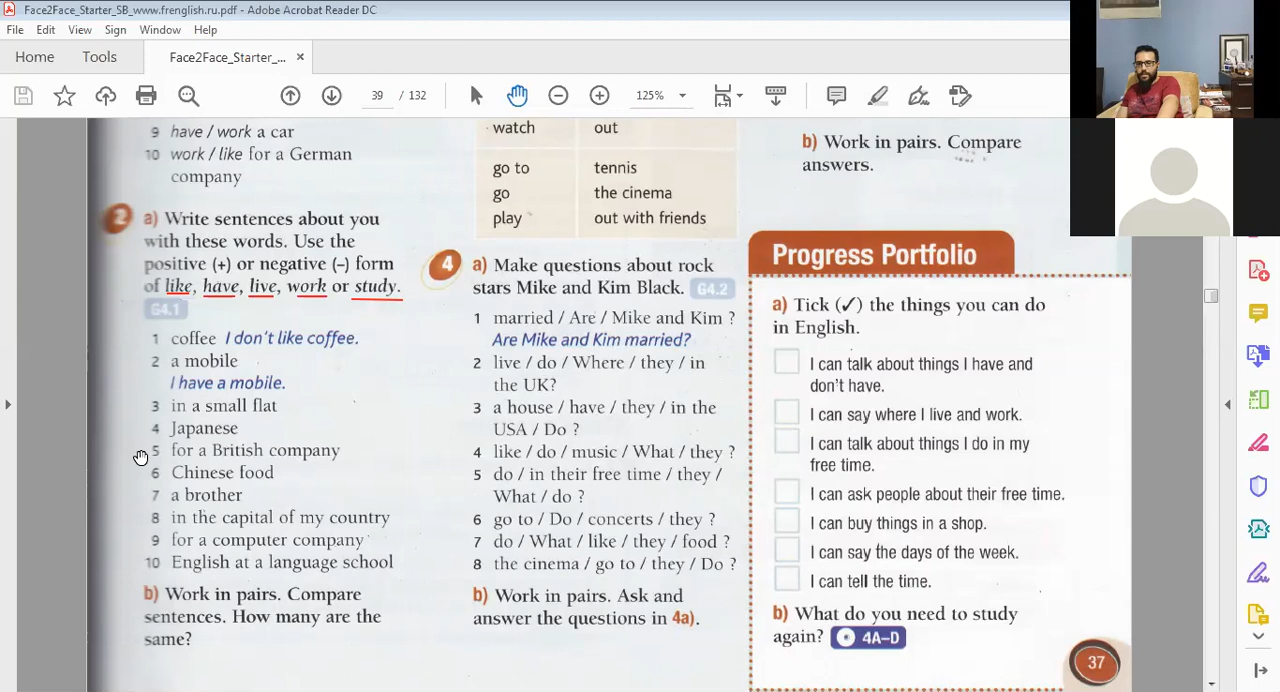 Face2Face_Starter_SB_www.frenglish.ru.pdf - Adobe Acrobat Reader DC
File Edit View Sign Window Help
Home Tools Face2Face_Starter_... ×
39 / 132 125%
9 have / work a car
10 work / like for a German
company
2 a) Write sentences about you
with these words. Use the
positive (+) or negative (–) form
of like, have, live, work or study.
G4.1
1 coffee I don't like coffee.
2 a mobile
I have a mobile.
3 in a small flat
4 Japanese
5 for a British company
6 Chinese food
7 a brother
8 in the capital of my country
9 for a computer company
10 English at a language school
b) Work in pairs. Compare
sentences. How many are the
same?
watch out
go to tennis
go the cinema
play out with friends
4 a) Make questions about rock
stars Mike and Kim Black. G4.2
1 married / Are / Mike and Kim ?
Are Mike and Kim married?
2 live / do / Where / they / in
the UK?
3 a house / have / they / in the
USA / Do ?
4 like / do / music / What / they ?
5 do / in their free time / they /
What / do ?
6 go to / Do / concerts / they ?
7 do / What / like / they / food ?
8 the cinema / go to / they / Do ?
b) Work in pairs. Ask and
answer the questions in 4a).
b) Work in pairs. Compare
answers.
Progress Portfolio
a) Tick (✓) the things you can do
in English.
I can talk about things I have and
don't have.
I can say where I live and work.
I can talk about things I do in my
free time.
I can ask people about their free time.
I can buy things in a shop.
I can say the days of the week.
I can tell the time.
b) What do you need to study
again? 4A–D
37